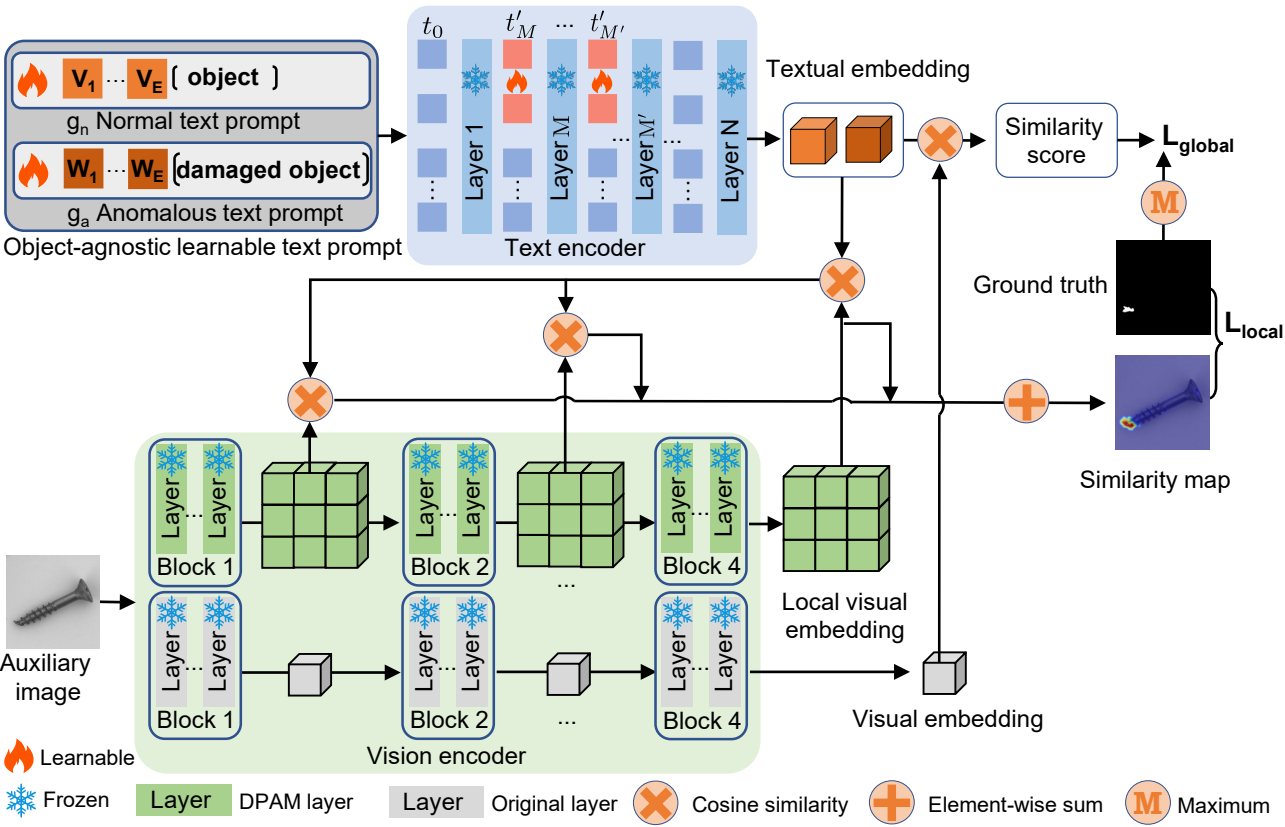 V1 ... VE [ object ]
gn Normal text prompt
W1 ... WE [damaged object]
ga Anomalous text prompt
Object-agnostic learnable text prompt
t0
t′M
...
t′M′
Layer 1
Layer M
Layer M′
... ...
Layer N
Text encoder
Textual embedding
Similarity
score
Lglobal
M
Ground truth
Llocal
Similarity map
Layer ... Layer
Block 1
Layer ... Layer
Block 2
...
Layer ... Layer
Block 4
Local visual
embedding
Auxiliary
image
Layer ... Layer
Block 1
Layer ... Layer
Block 2
...
Layer ... Layer
Block 4
Visual embedding
Vision encoder
Learnable
Frozen
Layer
DPAM layer
Layer
Original layer
Cosine similarity
Element-wise sum
M
Maximum